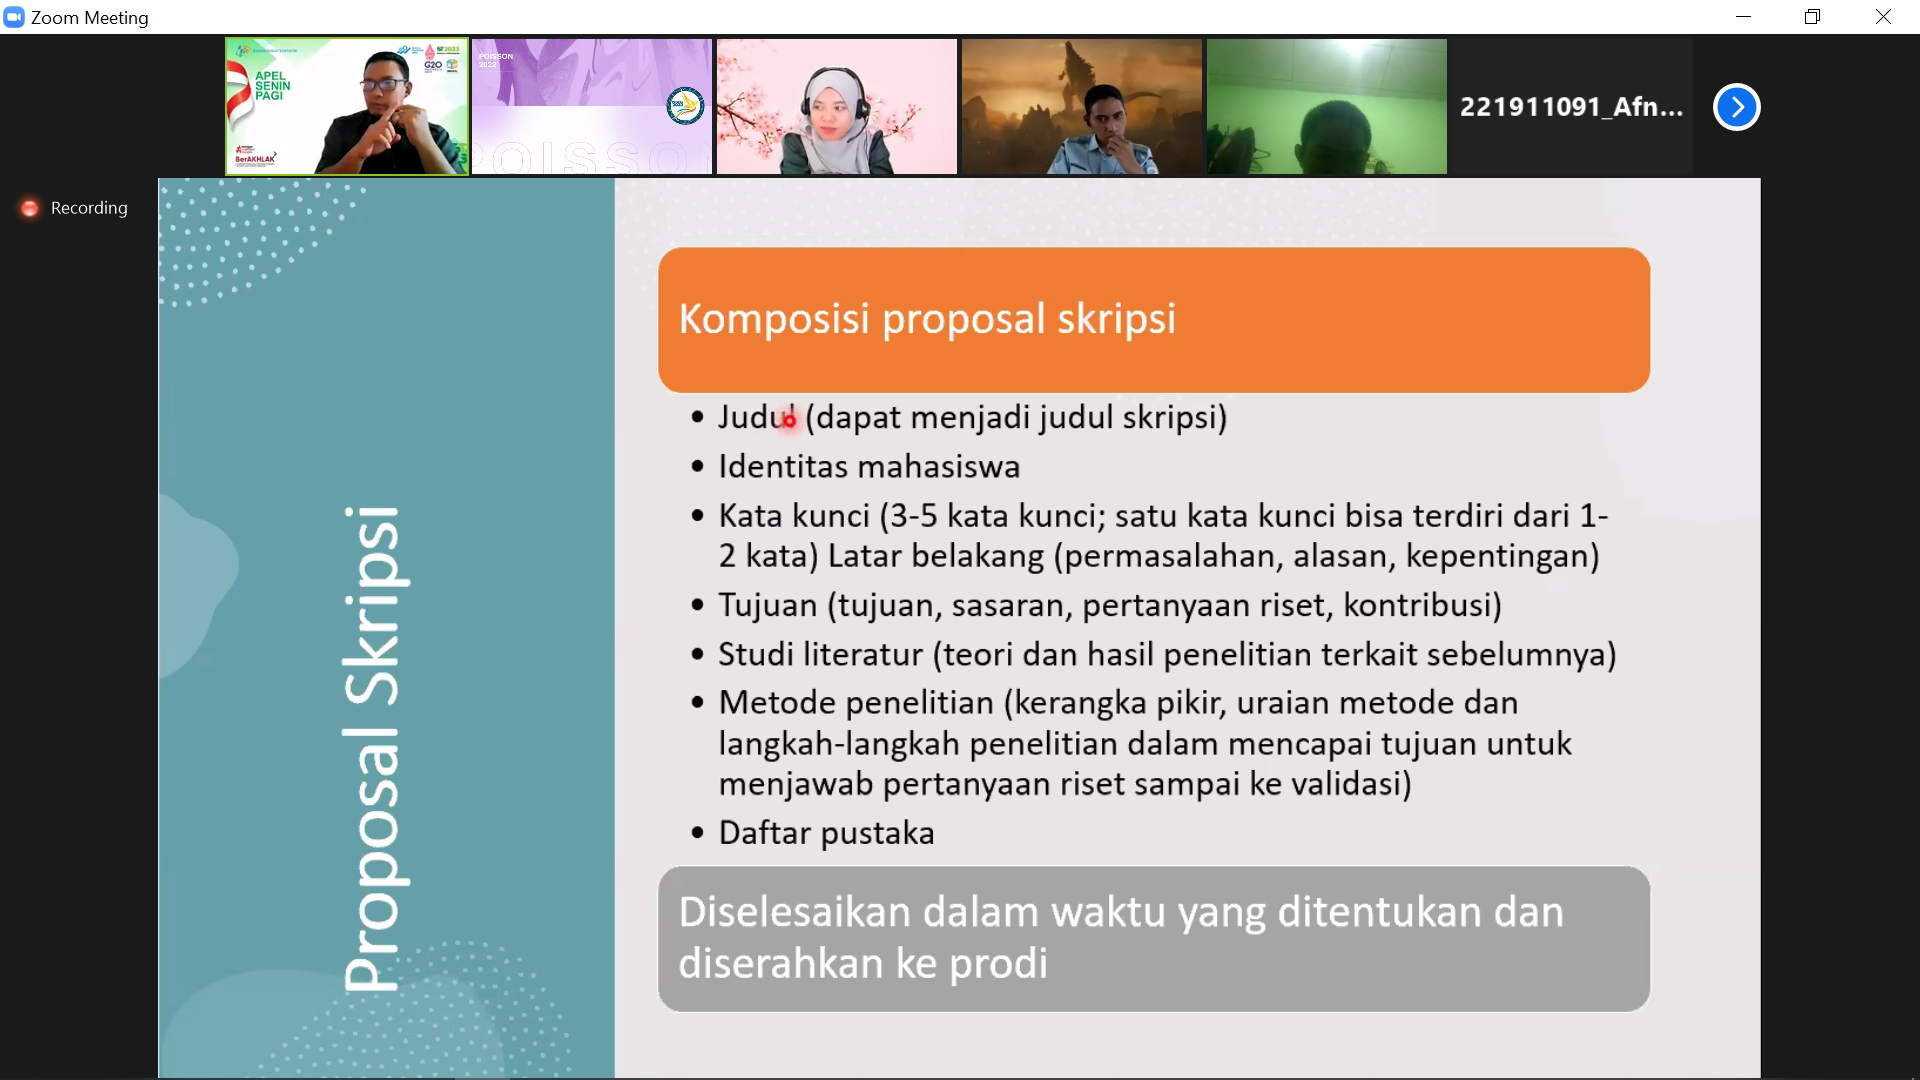 Zoom Meeting
APEL
SENIN
PAGI
G20
2023
BerAKHLAK
POISSON
2022
POISSO
221911091_Afn...
Recording
Proposal Skripsi
Komposisi proposal skripsi
• Judul (dapat menjadi judul skripsi)
• Identitas mahasiswa
• Kata kunci (3-5 kata kunci; satu kata kunci bisa terdiri dari 1-
2 kata) Latar belakang (permasalahan, alasan, kepentingan)
• Tujuan (tujuan, sasaran, pertanyaan riset, kontribusi)
• Studi literatur (teori dan hasil penelitian terkait sebelumnya)
• Metode penelitian (kerangka pikir, uraian metode dan
langkah-langkah penelitian dalam mencapai tujuan untuk
menjawab pertanyaan riset sampai ke validasi)
• Daftar pustaka
Diselesaikan dalam waktu yang ditentukan dan
diserahkan ke prodi